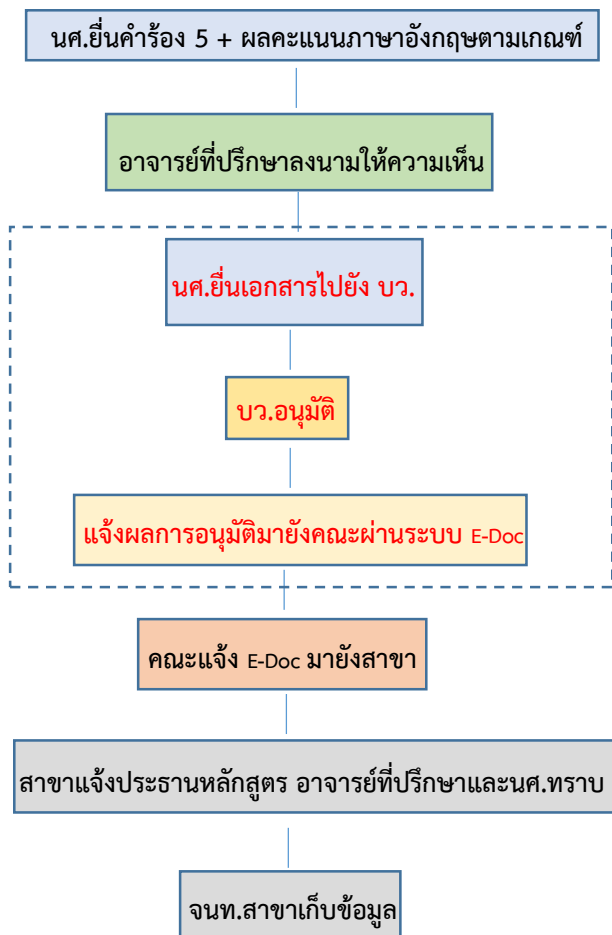 นศ.ยื่นคำร้อง 5 + ผลคะแนนภาษาอังกฤษตามเกณฑ์
อาจารย์ที่ปรึกษาลงนามให้ความเห็น
นศ.ยื่นเอกสารไปยัง บว.
บว.อนุมัติ
แจ้งผลการอนุมัติมายังคณะผ่านระบบ E-Doc
คณะแจ้ง E-Doc มายังสาขา
สาขาแจ้งประธานหลักสูตร อาจารย์ที่ปรึกษาและนศ.ทราบ
จนท.สาขาเก็บข้อมูล